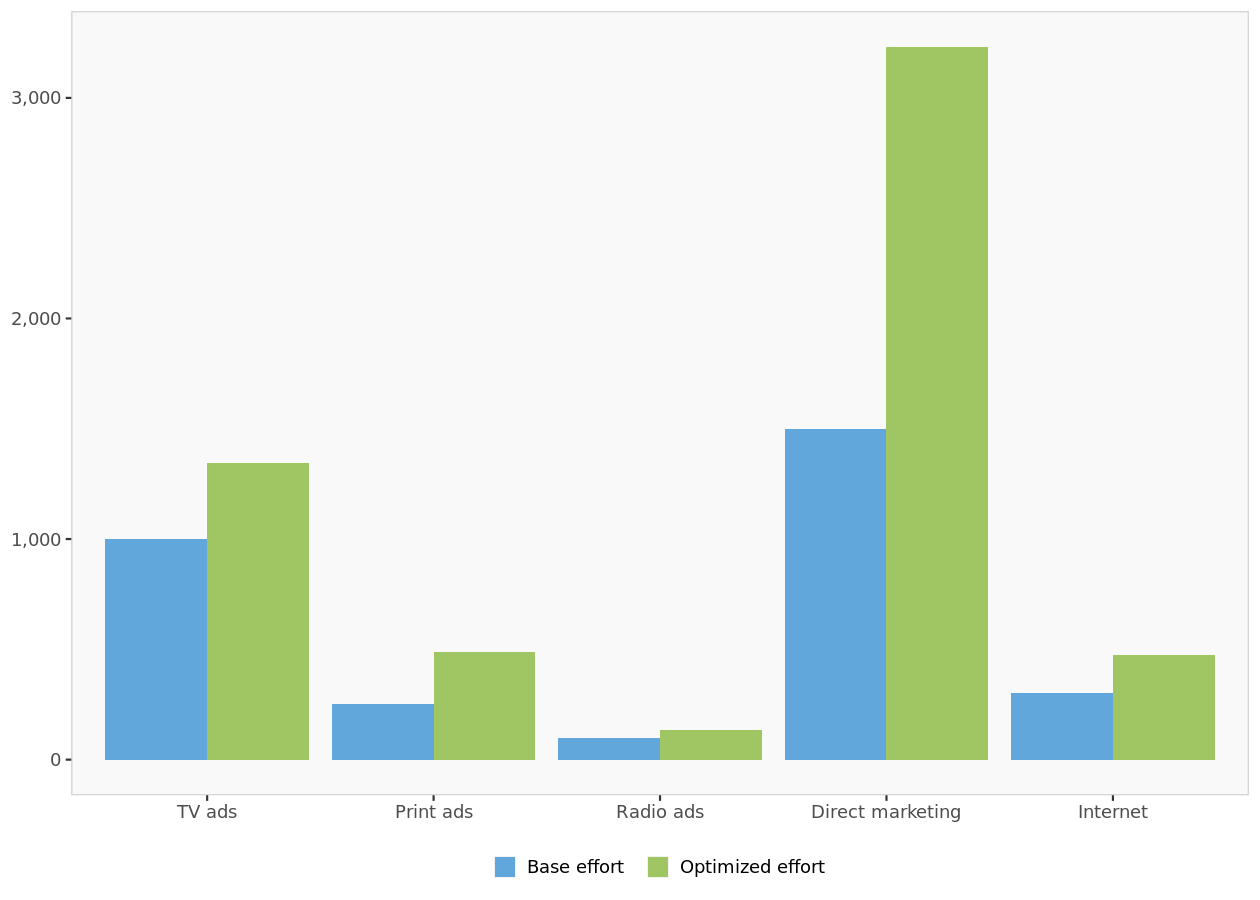 3,000
2,000
1,000
0
TV ads
Print ads
Radio ads
Direct marketing
Internet
Base effort
Optimized effort